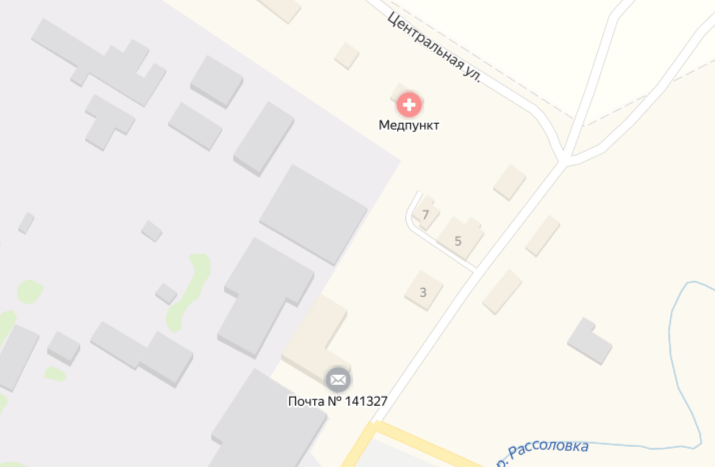 Центральная ул.
Медпункт
7
5
3
Почта № 141327
р. Рассоловка